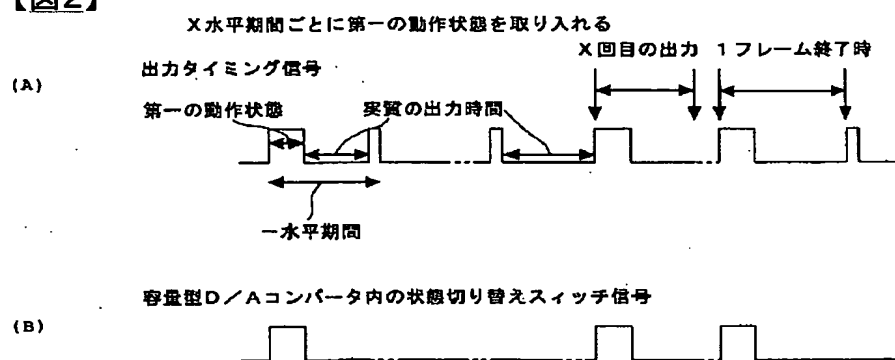 【図2】
X水平期間ごとに第一の動作状態を取り入れる
X回目の出力 1フレーム終了時
(A)
出力タイミング信号
第一の動作状態 実質の出力時間
一水平期間
容量型D/Aコンバータ内の状態切り替えスィッチ信号
(B)